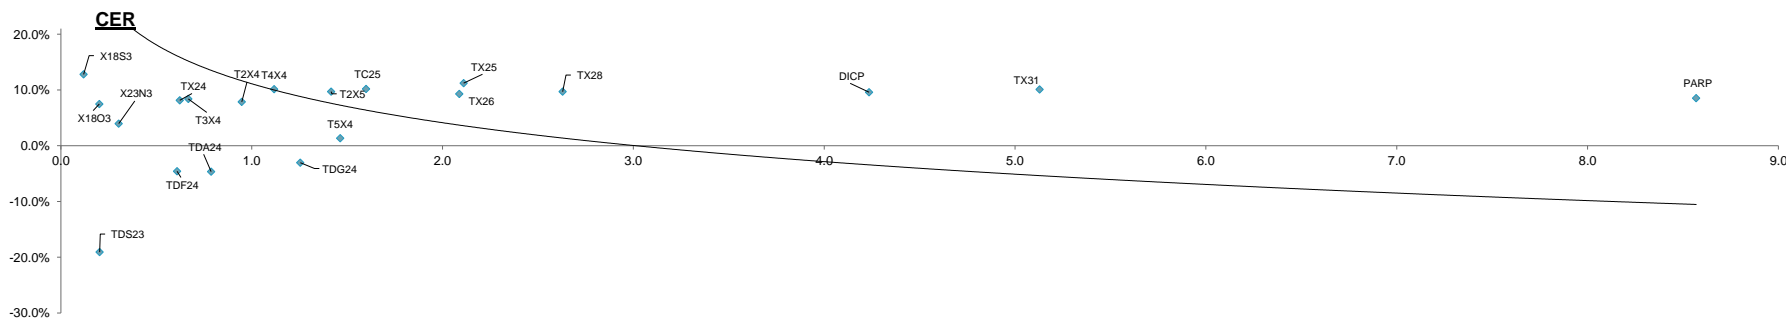 CER
20.0%
X18S3
TX24
T2X4 T4X4
TC25
TX25
TX28
DICP
TX31
PARP
10.0%
X23N3
T2X5
TX26
X18O3
T3X4
T5X4
0.0%
0.0 1.0 2.0 3.0 4.0 5.0 6.0 7.0 8.0 9.0
TDA24
TDG24
TDF24
-10.0%
TDS23
-20.0%
-30.0%